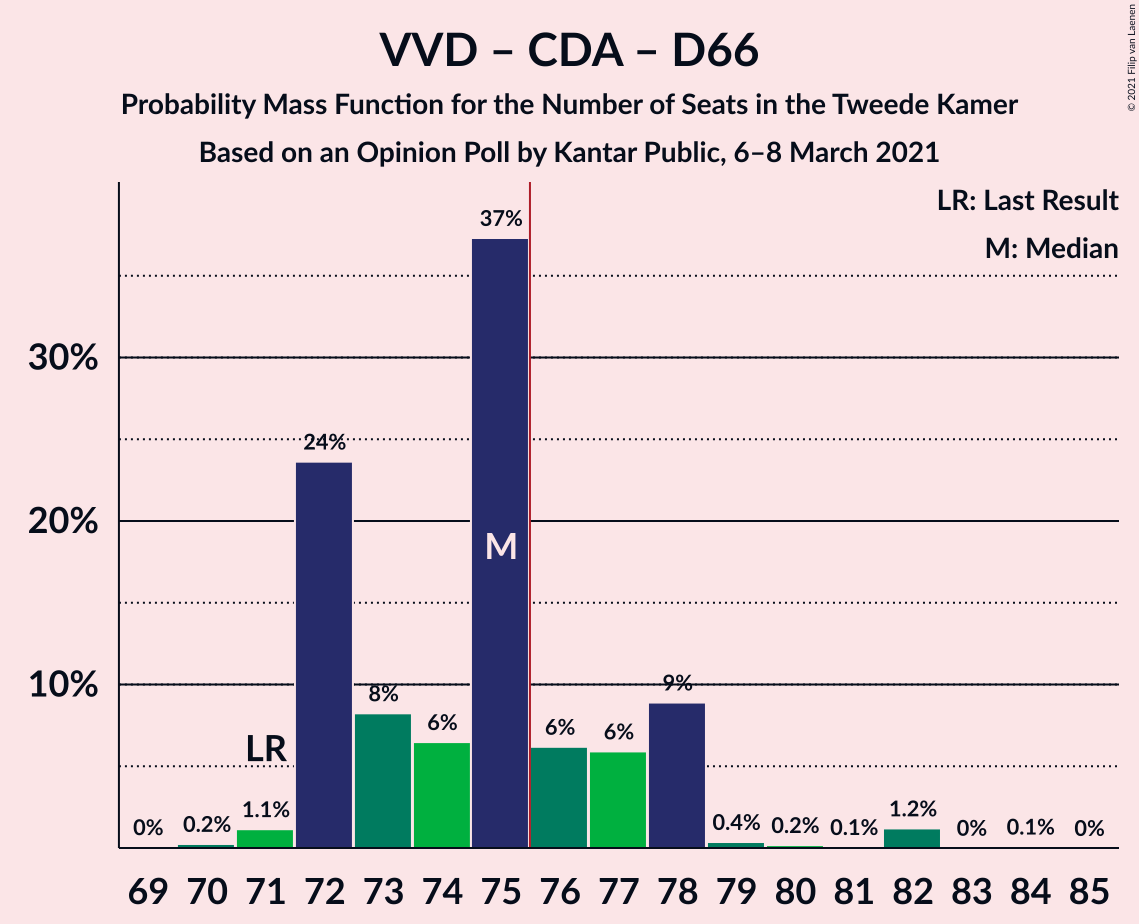 VVD – CDA – D66
Probability Mass Function for the Number of Seats in the Tweede Kamer
Based on an Opinion Poll by Kantar Public, 6–8 March 2021
© 2021 Filip van Laenen
LR: Last Result
M: Median
30%
20%
10%
0%
0.2%
1.1%
24%
8%
6%
37%
6%
6%
9%
0.4%
0.2%
0.1%
1.2%
0%
0.1%
0%
LR
M
69 70 71 72 73 74 75 76 77 78 79 80 81 82 83 84 85